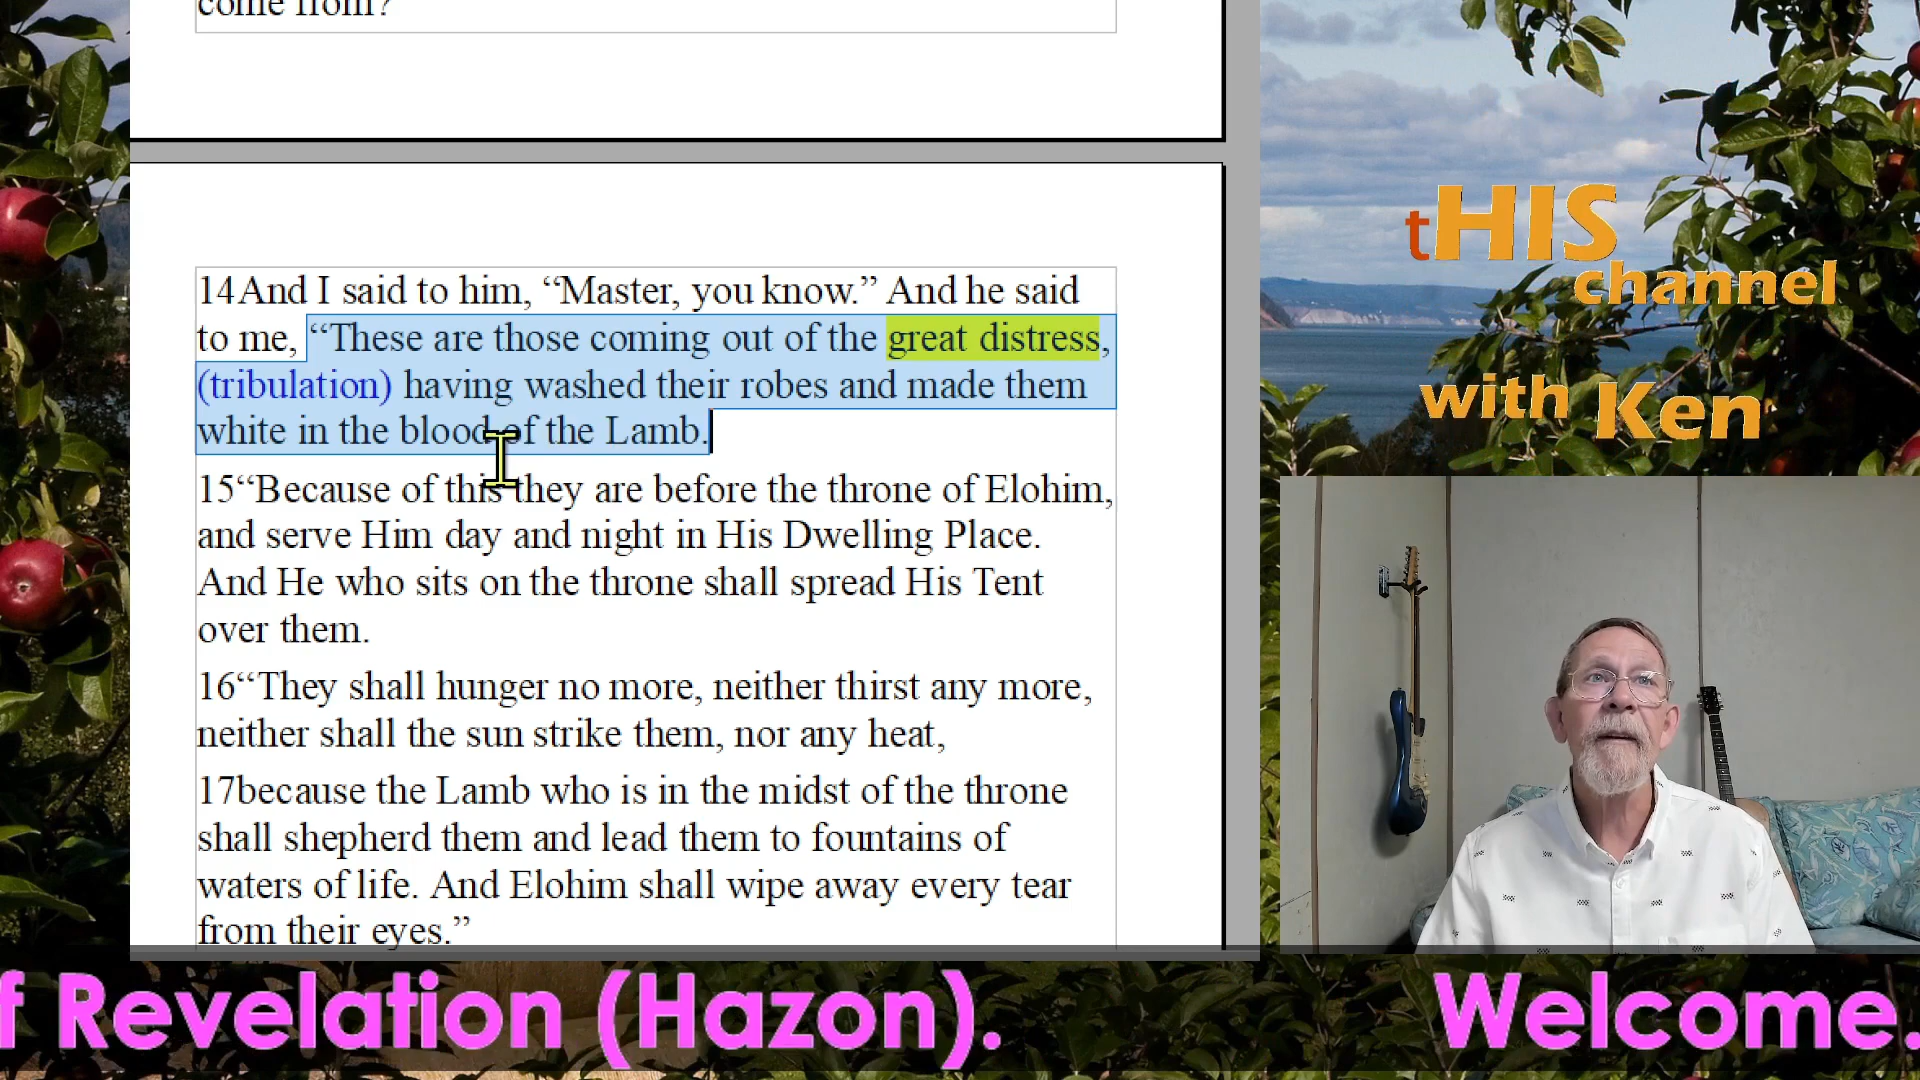 come from?
14And I said to him, “Master, you know.” And he said
to me, “These are those coming out of the great distress,
(tribulation) having washed their robes and made them
white in the blood of the Lamb.
15“Because of this they are before the throne of Elohim,
and serve Him day and night in His Dwelling Place.
And He who sits on the throne shall spread His Tent
over them.
16“They shall hunger no more, neither thirst any more,
neither shall the sun strike them, nor any heat,
17because the Lamb who is in the midst of the throne
shall shepherd them and lead them to fountains of
waters of life. And Elohim shall wipe away every tear
from their eyes.”
tHIS
channel
with Ken
f Revelation (Hazon). Welcome.